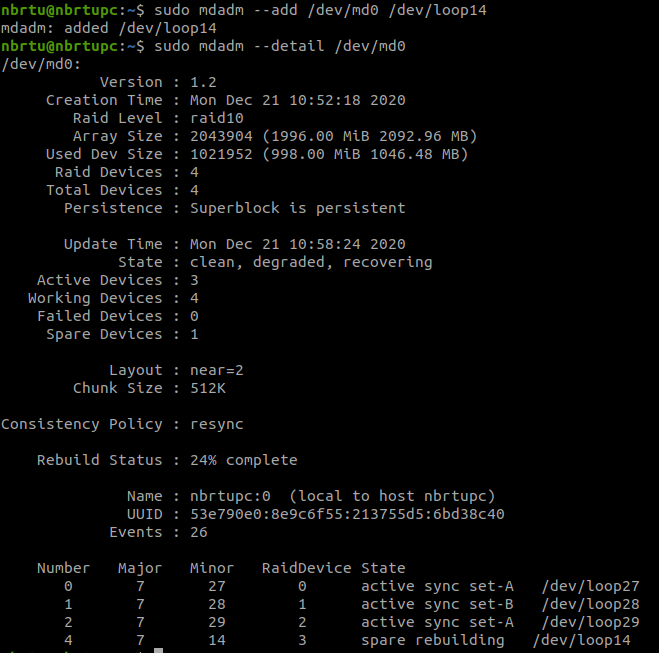 nbrtu@nbrtupc:~$ sudo mdadm --add /dev/md0 /dev/loop14
mdadm: added /dev/loop14
nbrtu@nbrtupc:~$ sudo mdadm --detail /dev/md0
/dev/md0:
           Version : 1.2
     Creation Time : Mon Dec 21 10:52:18 2020
        Raid Level : raid10
        Array Size : 2043904 (1996.00 MiB 2092.96 MB)
     Used Dev Size : 1021952 (998.00 MiB 1046.48 MB)
      Raid Devices : 4
     Total Devices : 4
       Persistence : Superblock is persistent

       Update Time : Mon Dec 21 10:58:24 2020
             State : clean, degraded, recovering
    Active Devices : 3
   Working Devices : 4
    Failed Devices : 0
     Spare Devices : 1

            Layout : near=2
        Chunk Size : 512K

Consistency Policy : resync

    Rebuild Status : 24% complete

              Name : nbrtupc:0  (local to host nbrtupc)
              UUID : 53e790e0:8e9c6f55:213755d5:6bd38c40
            Events : 26

    Number   Major   Minor   RaidDevice State
       0       7       27        0      active sync set-A   /dev/loop27
       1       7       28        1      active sync set-B   /dev/loop28
       2       7       29        2      active sync set-A   /dev/loop29
       4       7       14        3      spare rebuilding   /dev/loop14